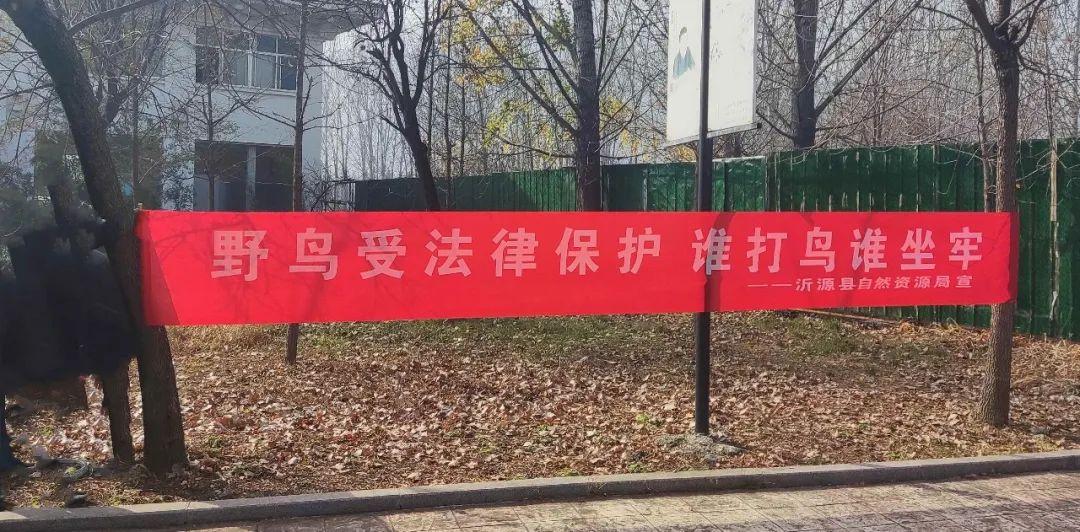 野鸟受法律保护 谁打鸟谁坐牢
——沂源县自然资源局 宣